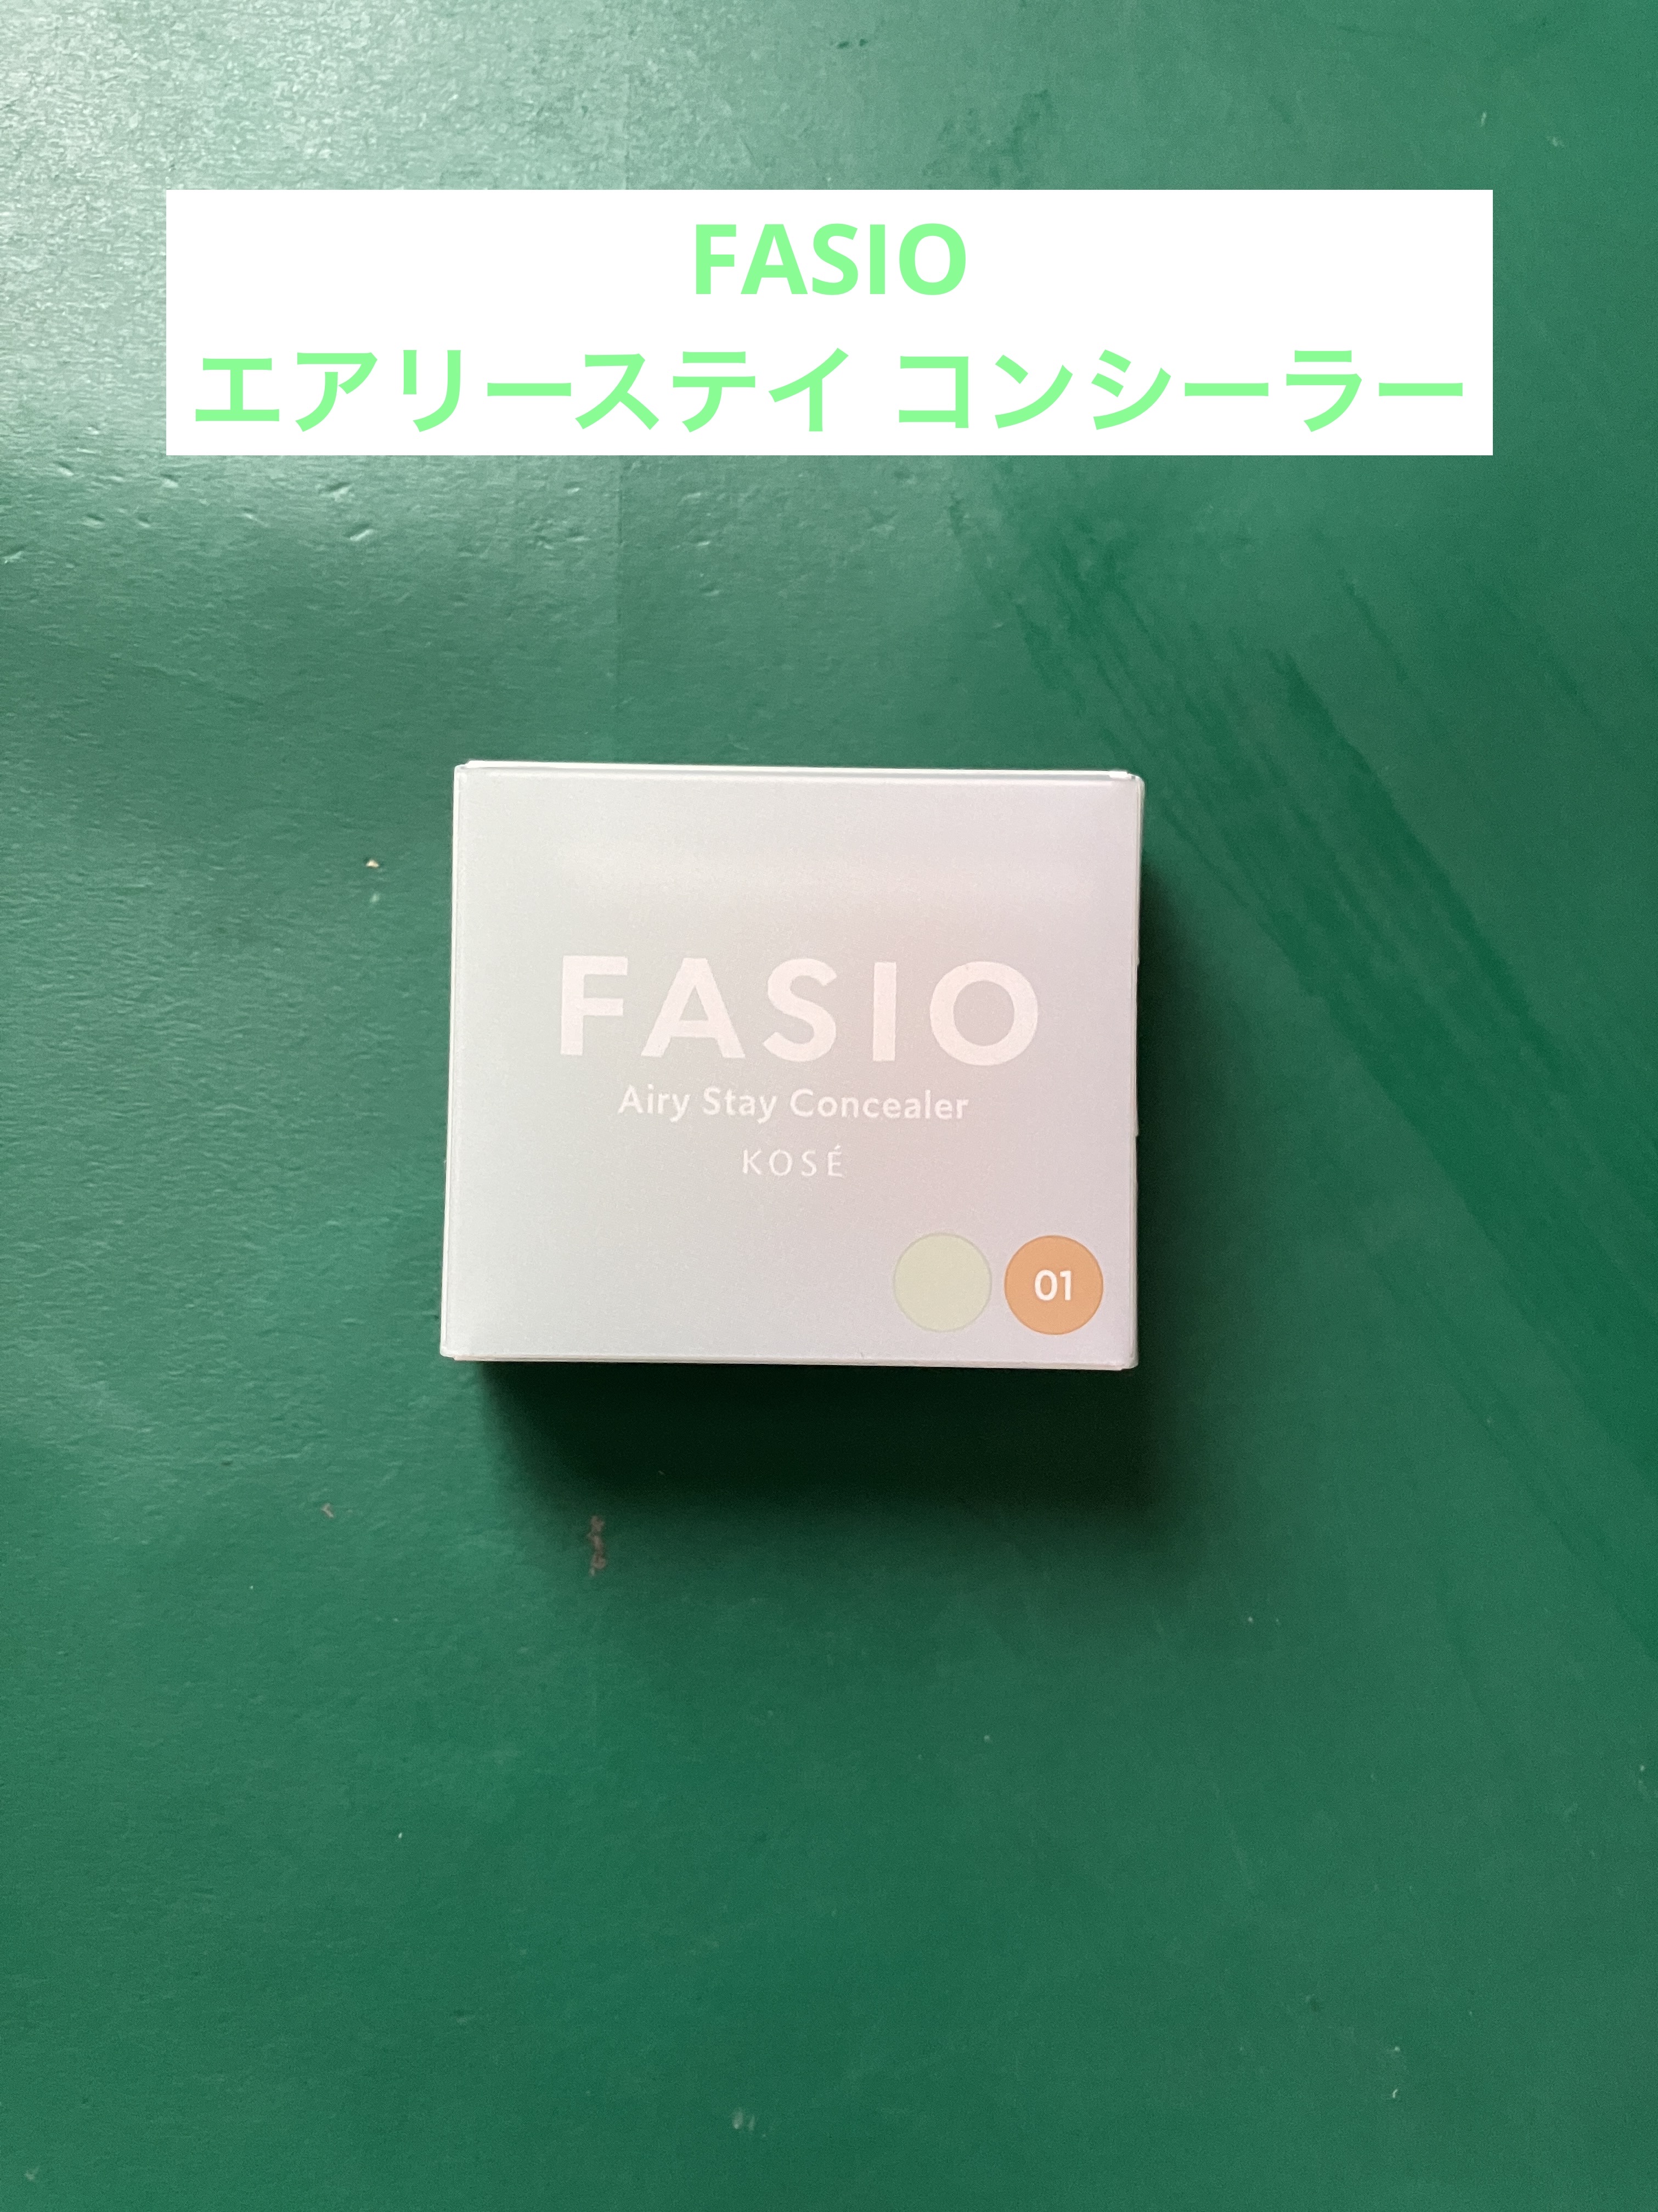 FASIO
エアリーステイ コンシーラー
FASIO
Airy Stay Concealer
KOSÉ
01